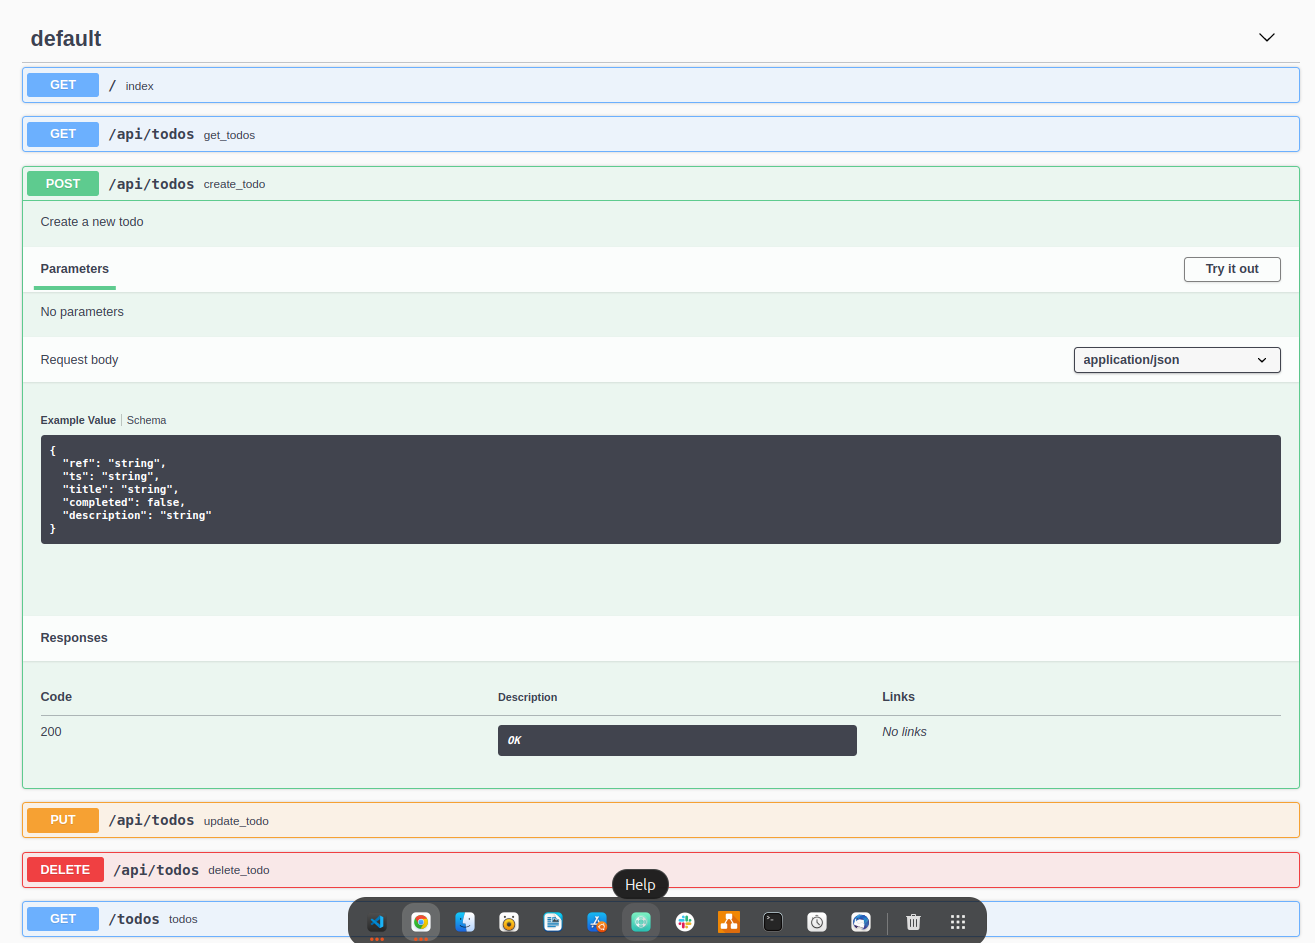 default
GET / index
GET /api/todos get_todos
POST /api/todos create_todo
Create a new todo
Parameters
Try it out
No parameters
Request body
application/json
Example Value | Schema
{
  "ref": "string",
  "ts": "string",
  "title": "string",
  "completed": false,
  "description": "string"
}
Responses
Code Description Links
200 OK No links
PUT /api/todos update_todo
DELETE /api/todos delete_todo
Help
GET /todos todos